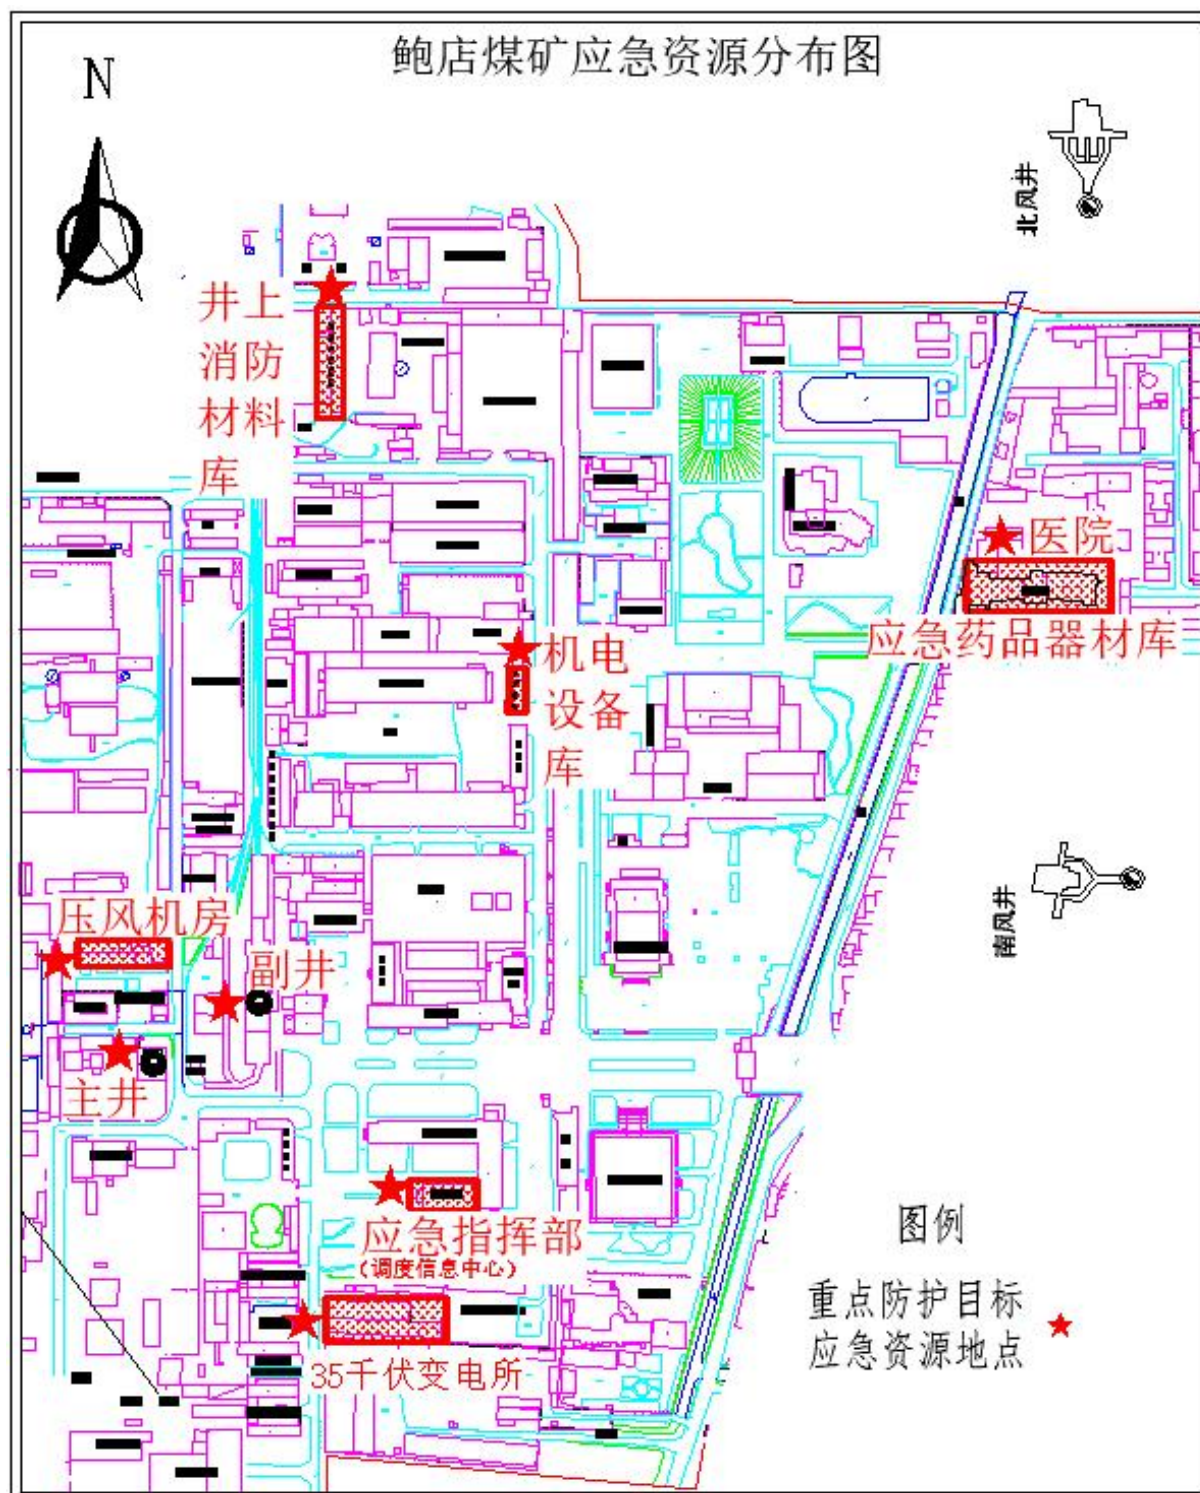 鲍店煤矿应急资源分布图
N
北风井
井上
消防
材料
库
医院
应急药品器材库
机电
设备
库
南风井
压风机房
副井
主井
应急指挥部
(调度信息中心)
35千伏变电所
图例
重点防护目标
应急资源地点